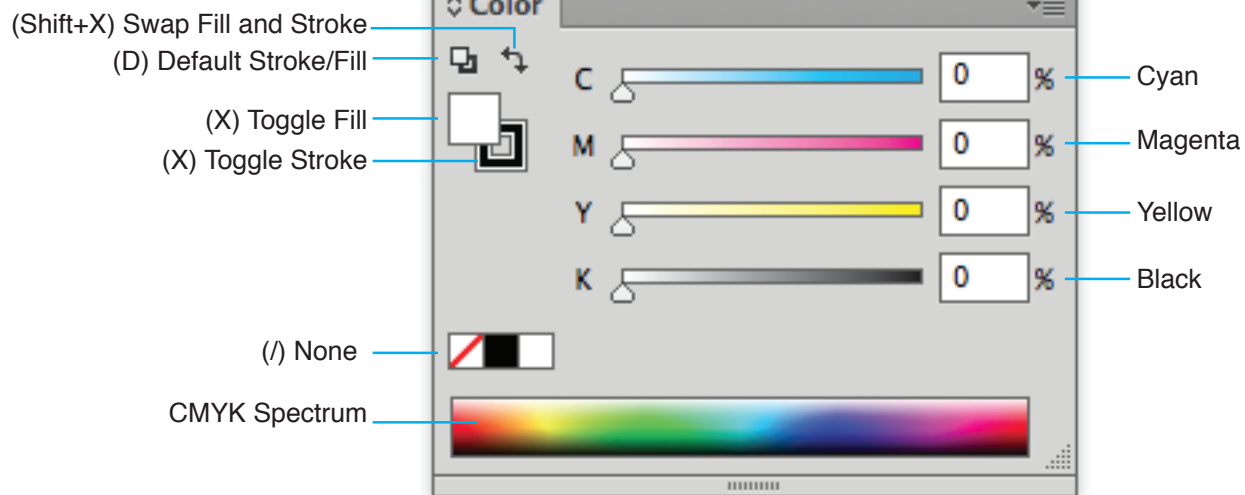 Color
(Shift+X) Swap Fill and Stroke
(D) Default Stroke/Fill
C 0 % Cyan
(X) Toggle Fill
M 0 % Magenta
(X) Toggle Stroke
Y 0 % Yellow
K 0 % Black
(/) None
CMYK Spectrum